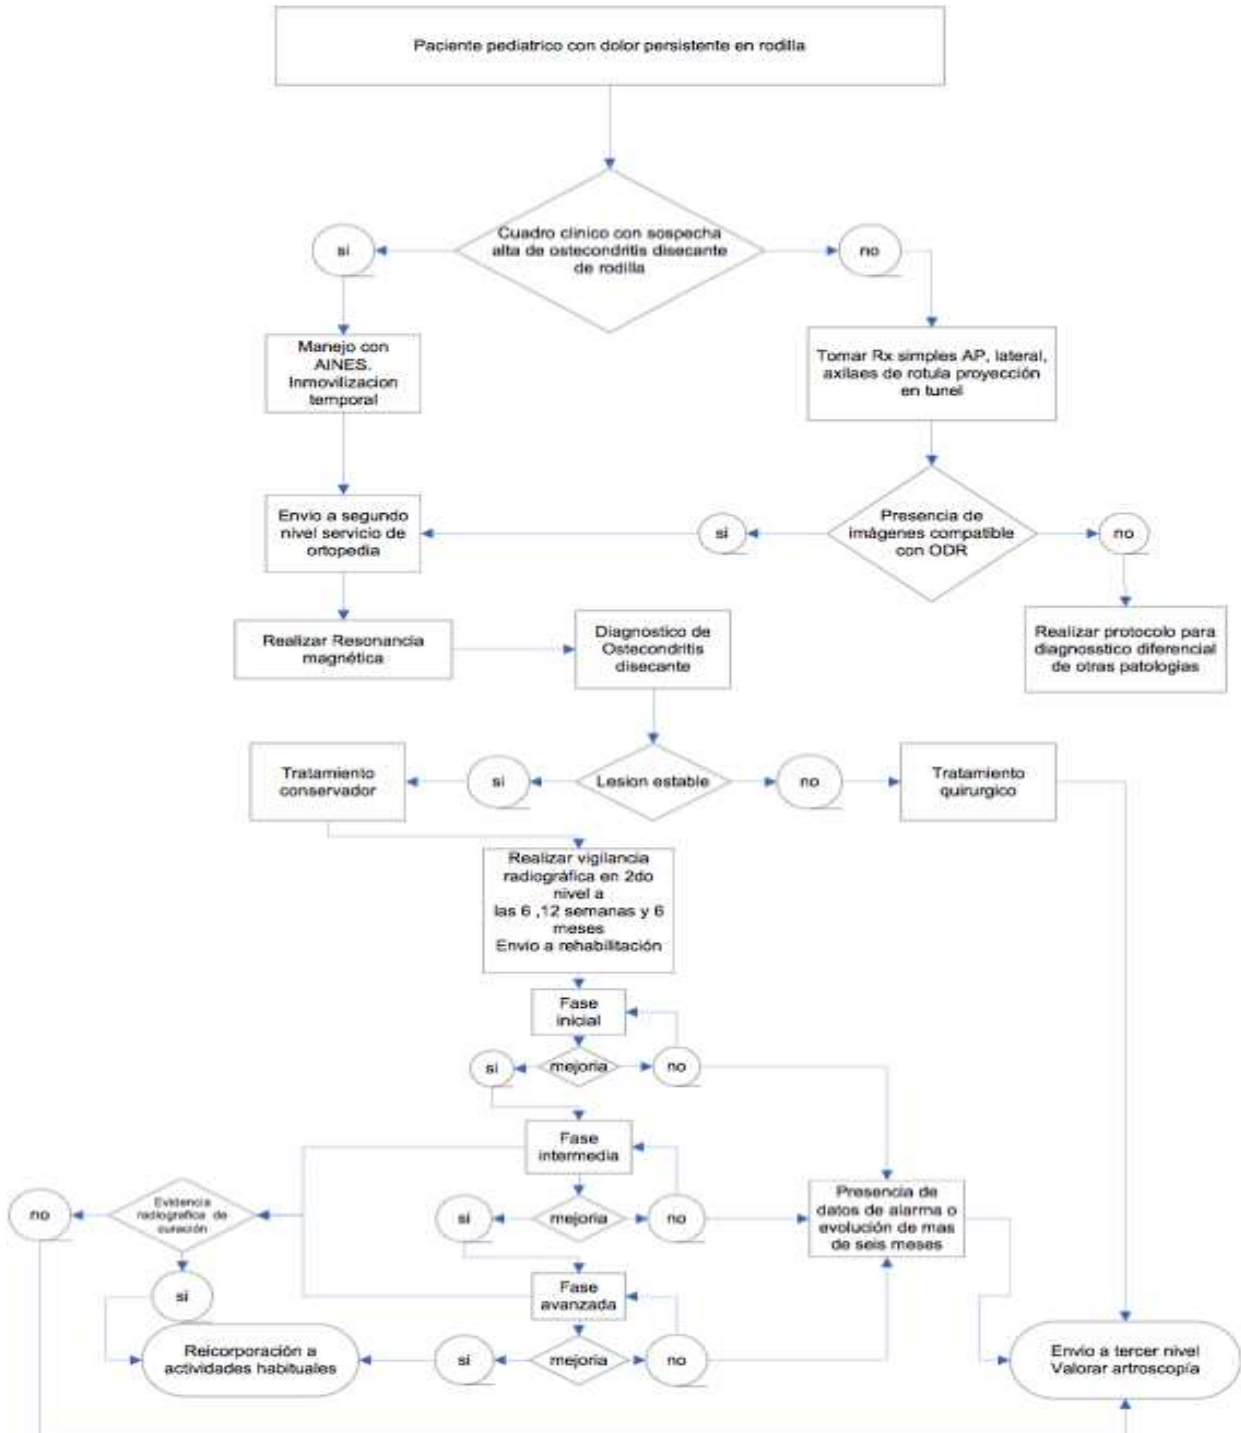 Paciente pediatrico con dolor persistente en rodilla
Cuadro clinico con sospecha
alta de ostecondritis disecante
de rodilla
si
no
Manejo con
AINES.
Inmovilizacion
temporal
Tomar Rx simples AP, lateral,
axilaes de rotula proyección
en tunel
Envio a segundo
nivel servicio de
ortopedia
si
Presencia de
imágenes compatible
con ODR
no
Realizar Resonancia
magnética
Diagnostico de
Ostecondritis
disecante
Realizar protocolo para
diagnosstico diferencial
de otras patologias
Tratamiento
conservador
si
Lesion estable
no
Tratamiento
quirurgico
Realizar vigilancia
radiográfica en 2do
nivel a
las 6 ,12 semanas y 6
meses
Envio a rehabilitación
Fase
inicial
si
mejoria
no
Fase
intermedia
no
Evidencia
radiografica de
curación
si
mejoria
no
Presencia de
datos de alarma o
evolución de mas
de seis meses
si
Fase
avanzada
Reicorporación a
actividades habituales
si
mejoria
no
Envio a tercer nivel
Valorar artroscopía